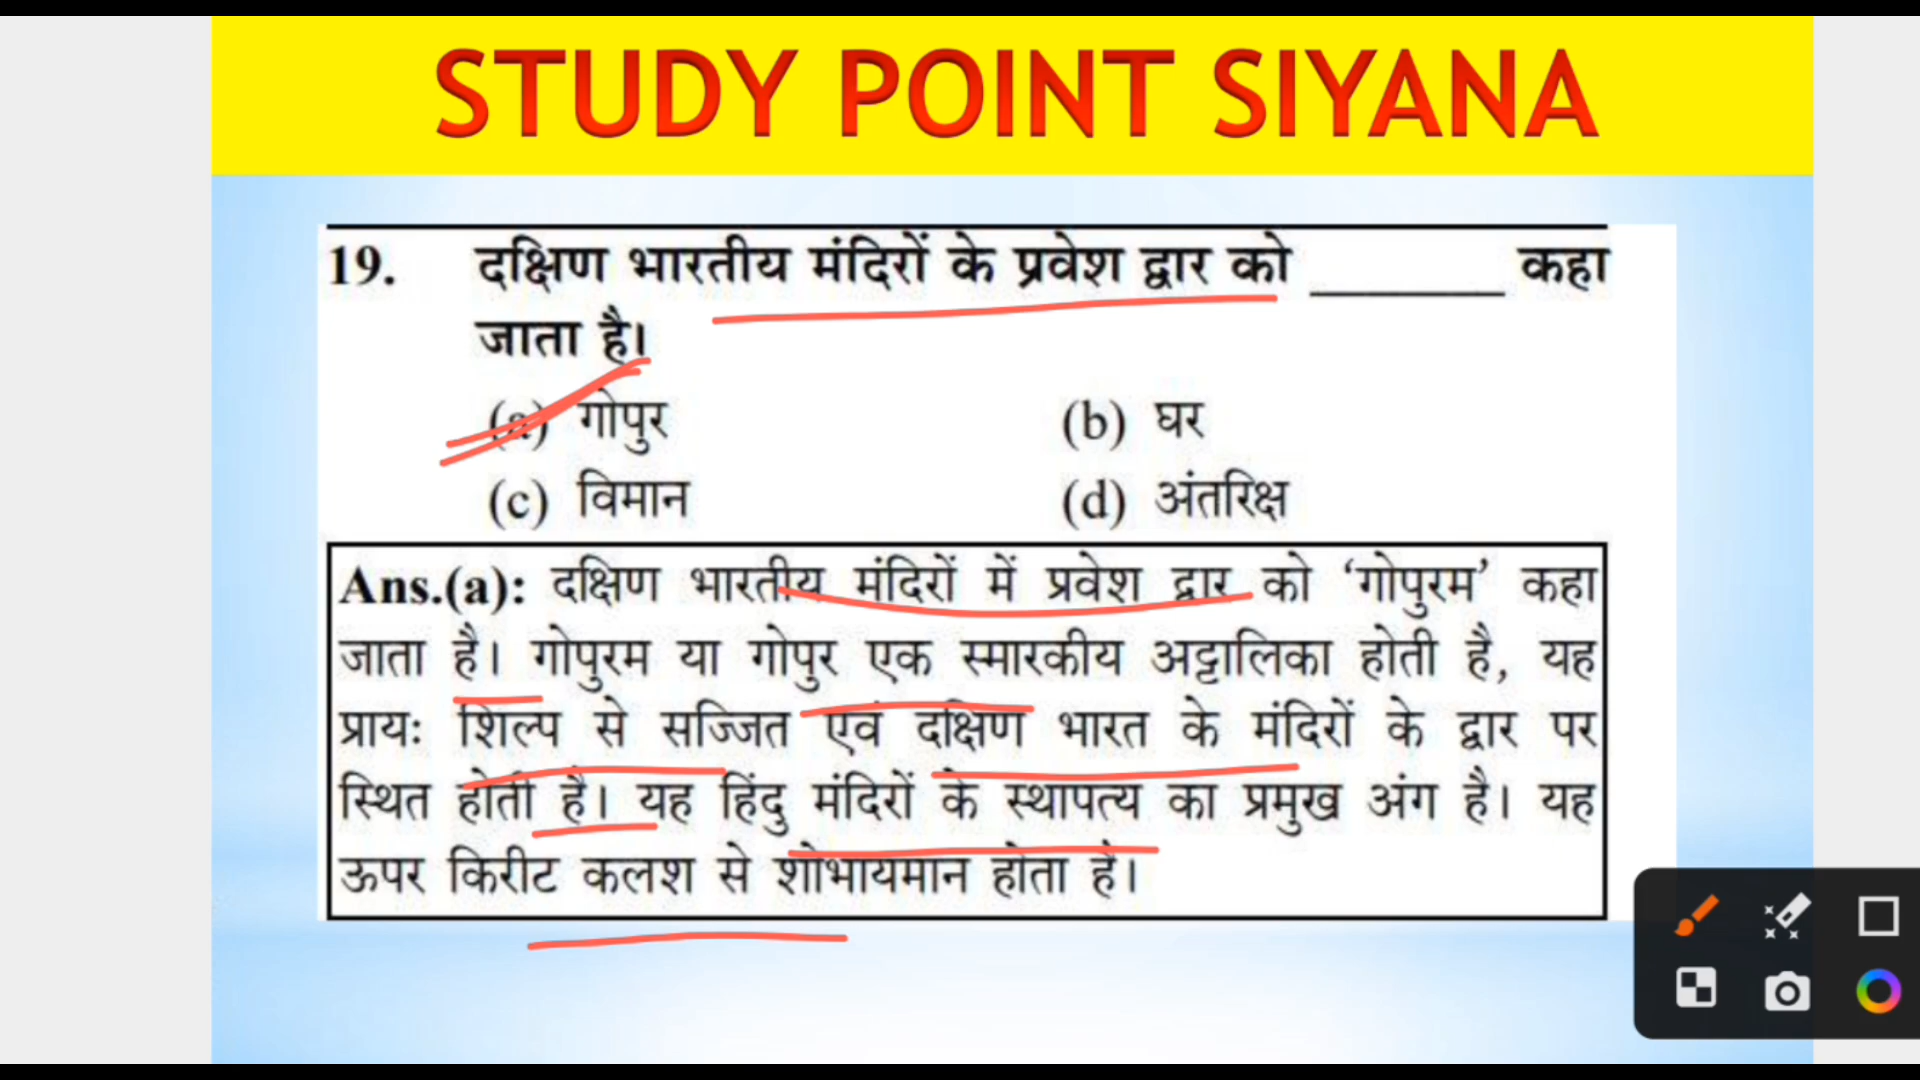 STUDY POINT SIYANA
19. दक्षिण भारतीय मंदिरों के प्रवेश द्वार को ________ कहा
जाता है।
(a) गोपुर (b) घर
(c) विमान (d) अंतरिक्ष
Ans.(a): दक्षिण भारतीय मंदिरों में प्रवेश द्वार को ‘गोपुरम’ कहा
जाता है। गोपुरम या गोपुर एक स्मारकीय अट्टालिका होती है, यह
प्रायः शिल्प से सज्जित एवं दक्षिण भारत के मंदिरों के द्वार पर
स्थित होती है। यह हिंदु मंदिरों के स्थापत्य का प्रमुख अंग है। यह
ऊपर किरीट कलश से शोभायमान होता है।